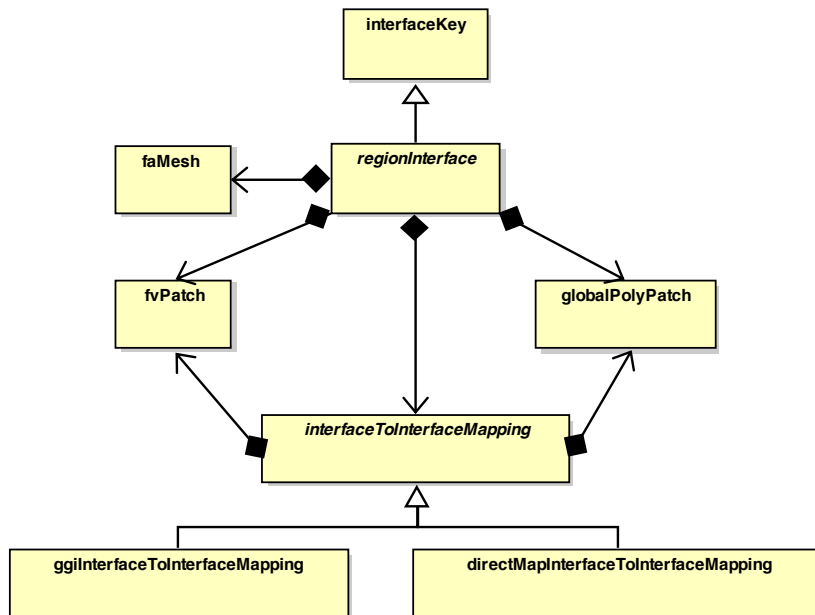 interfaceKey
faMesh
regionInterface
fvPatch
globalPolyPatch
interfaceToInterfaceMapping
ggiInterfaceToInterfaceMapping
directMapInterfaceToInterfaceMapping